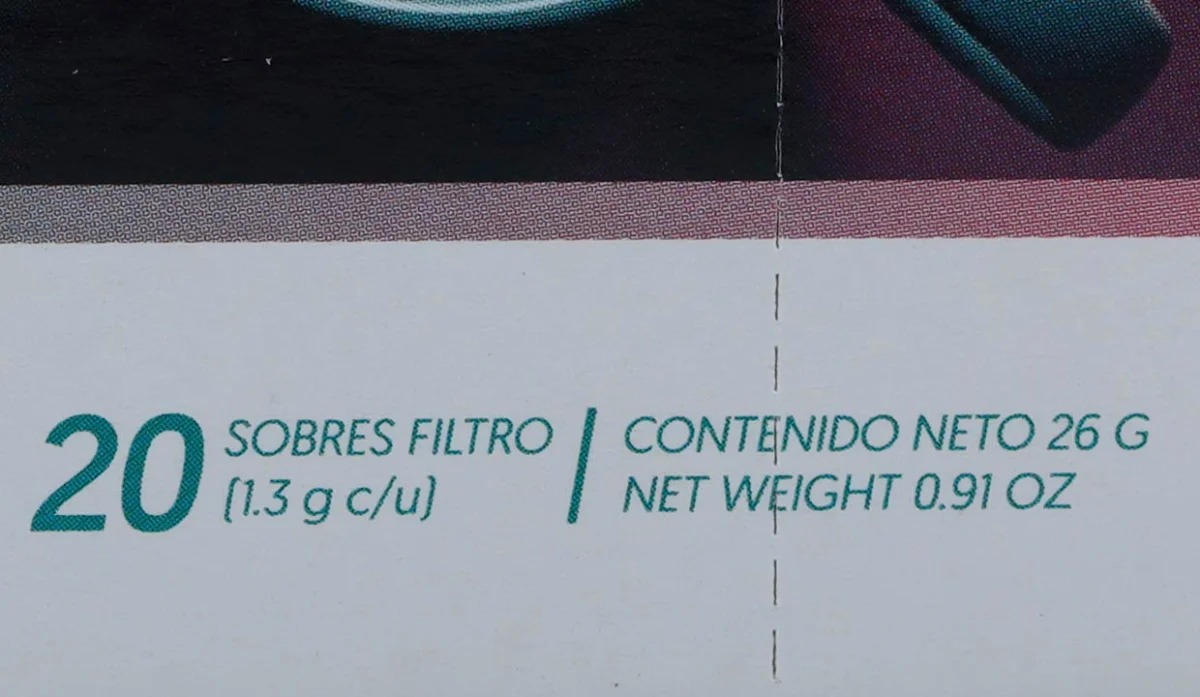 20 SOBRES FILTRO
(1.3 g c/u)
CONTENIDO NETO 26 G
NET WEIGHT 0.91 OZ